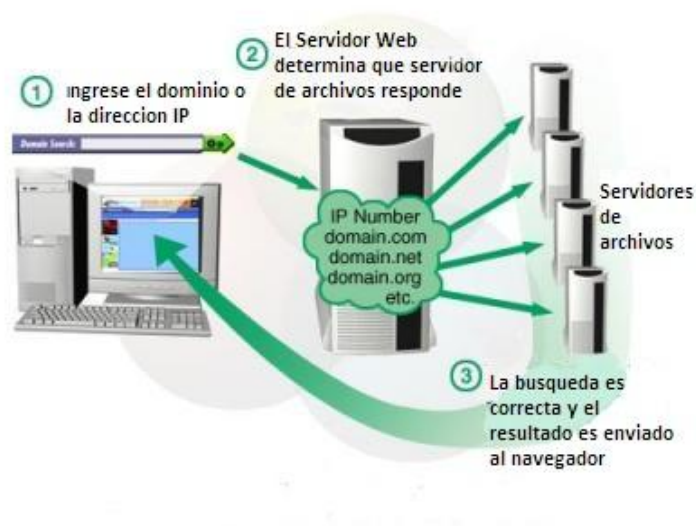 1
Ingrese el dominio o
la direccion IP
Domain Search:
Go
2
El Servidor Web
determina que servidor
de archivos responde
IP Number
domain.com
domain.net
domain.org
etc.
Servidores
de
archivos
3
La busqueda es
correcta y el
resultado es enviado
al navegador